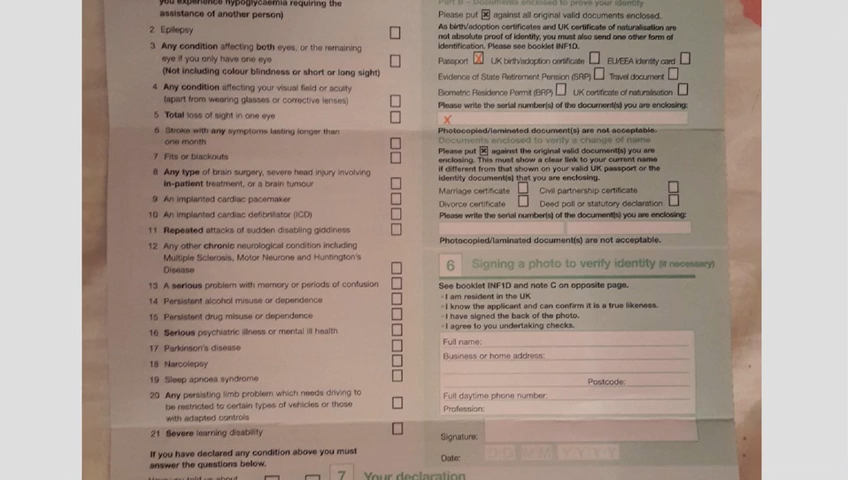 you experience hypoglycaemia requiring the
assistance of another person)
2 Epilepsy
3 Any condition affecting both eyes, or the remaining
eye if you only have one eye
(Not including colour blindness or short or long sight)
4 Any condition affecting your visual field or acuity
(apart from wearing glasses or corrective lenses)
5 Total loss of sight in one eye
6 Stroke with any symptoms lasting longer than
one month
7 Fits or blackouts
8 Any type of brain surgery, severe head injury involving
in-patient treatment, or a brain tumour
9 An implanted cardiac pacemaker
10 An implanted cardiac defibrillator (ICD)
11 Repeated attacks of sudden disabling giddiness
12 Any other chronic neurological condition including
Multiple Sclerosis, Motor Neurone and Huntington's
Disease
13 A serious problem with memory or periods of confusion
14 Persistent alcohol misuse or dependence
15 Persistent drug misuse or dependence
16 Serious psychiatric illness or mental ill health
17 Parkinson's disease
18 Narcolepsy
19 Sleep apnoea syndrome
20 Any persisting limb problem which needs driving to
be restricted to certain types of vehicles or those
with adapted controls
21 Severe learning disability
If you have declared any condition above you must
answer the questions below.
documents enclosed to prove your identity
Please put X against all original valid documents enclosed.
As birth/adoption certificates and UK certificate of naturalisation are
not absolute proof of identity, you must also send one other form of
identification. Please see booklet INF1D.
Passport X UK birth/adoption certificate EU/EEA identity card
Evidence of State Retirement Pension (SRP) Travel document
Biometric Residence Permit (BRP) UK certificate of naturalisation
Please write the serial number(s) of the document(s) you are enclosing:
X
Photocopied/laminated document(s) are not acceptable.
Documents enclosed to verify a change of name
Please put X against the original valid document(s) you are
enclosing. This must show a clear link to your current name
if different from that shown on your valid UK passport or the
identity document(s) that you are enclosing.
Marriage certificate Civil partnership certificate
Divorce certificate Deed poll or statutory declaration
Please write the serial number(s) of the document(s) you are enclosing:
Photocopied/laminated document(s) are not acceptable.
6 Signing a photo to verify identity (if necessary)
See booklet INF1D and note C on opposite page.
- I am resident in the UK
- I know the applicant and can confirm it is a true likeness.
- I have signed the back of the photo.
- I agree to you undertaking checks.
Full name:
Business or home address:
Postcode:
Full daytime phone number:
Profession:
Signature:
Date: DD MM YYYY
7 Your declaration